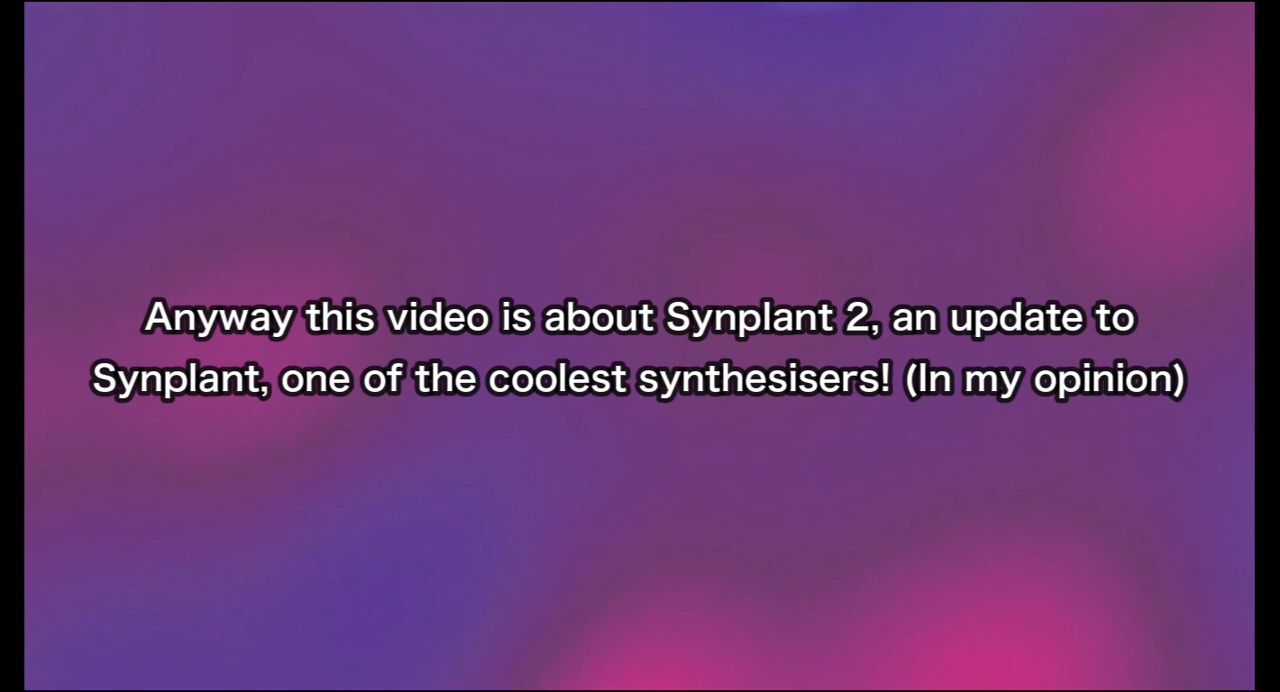 Anyway this video is about Synplant 2, an update to
Synplant, one of the coolest synthesisers! (In my opinion)